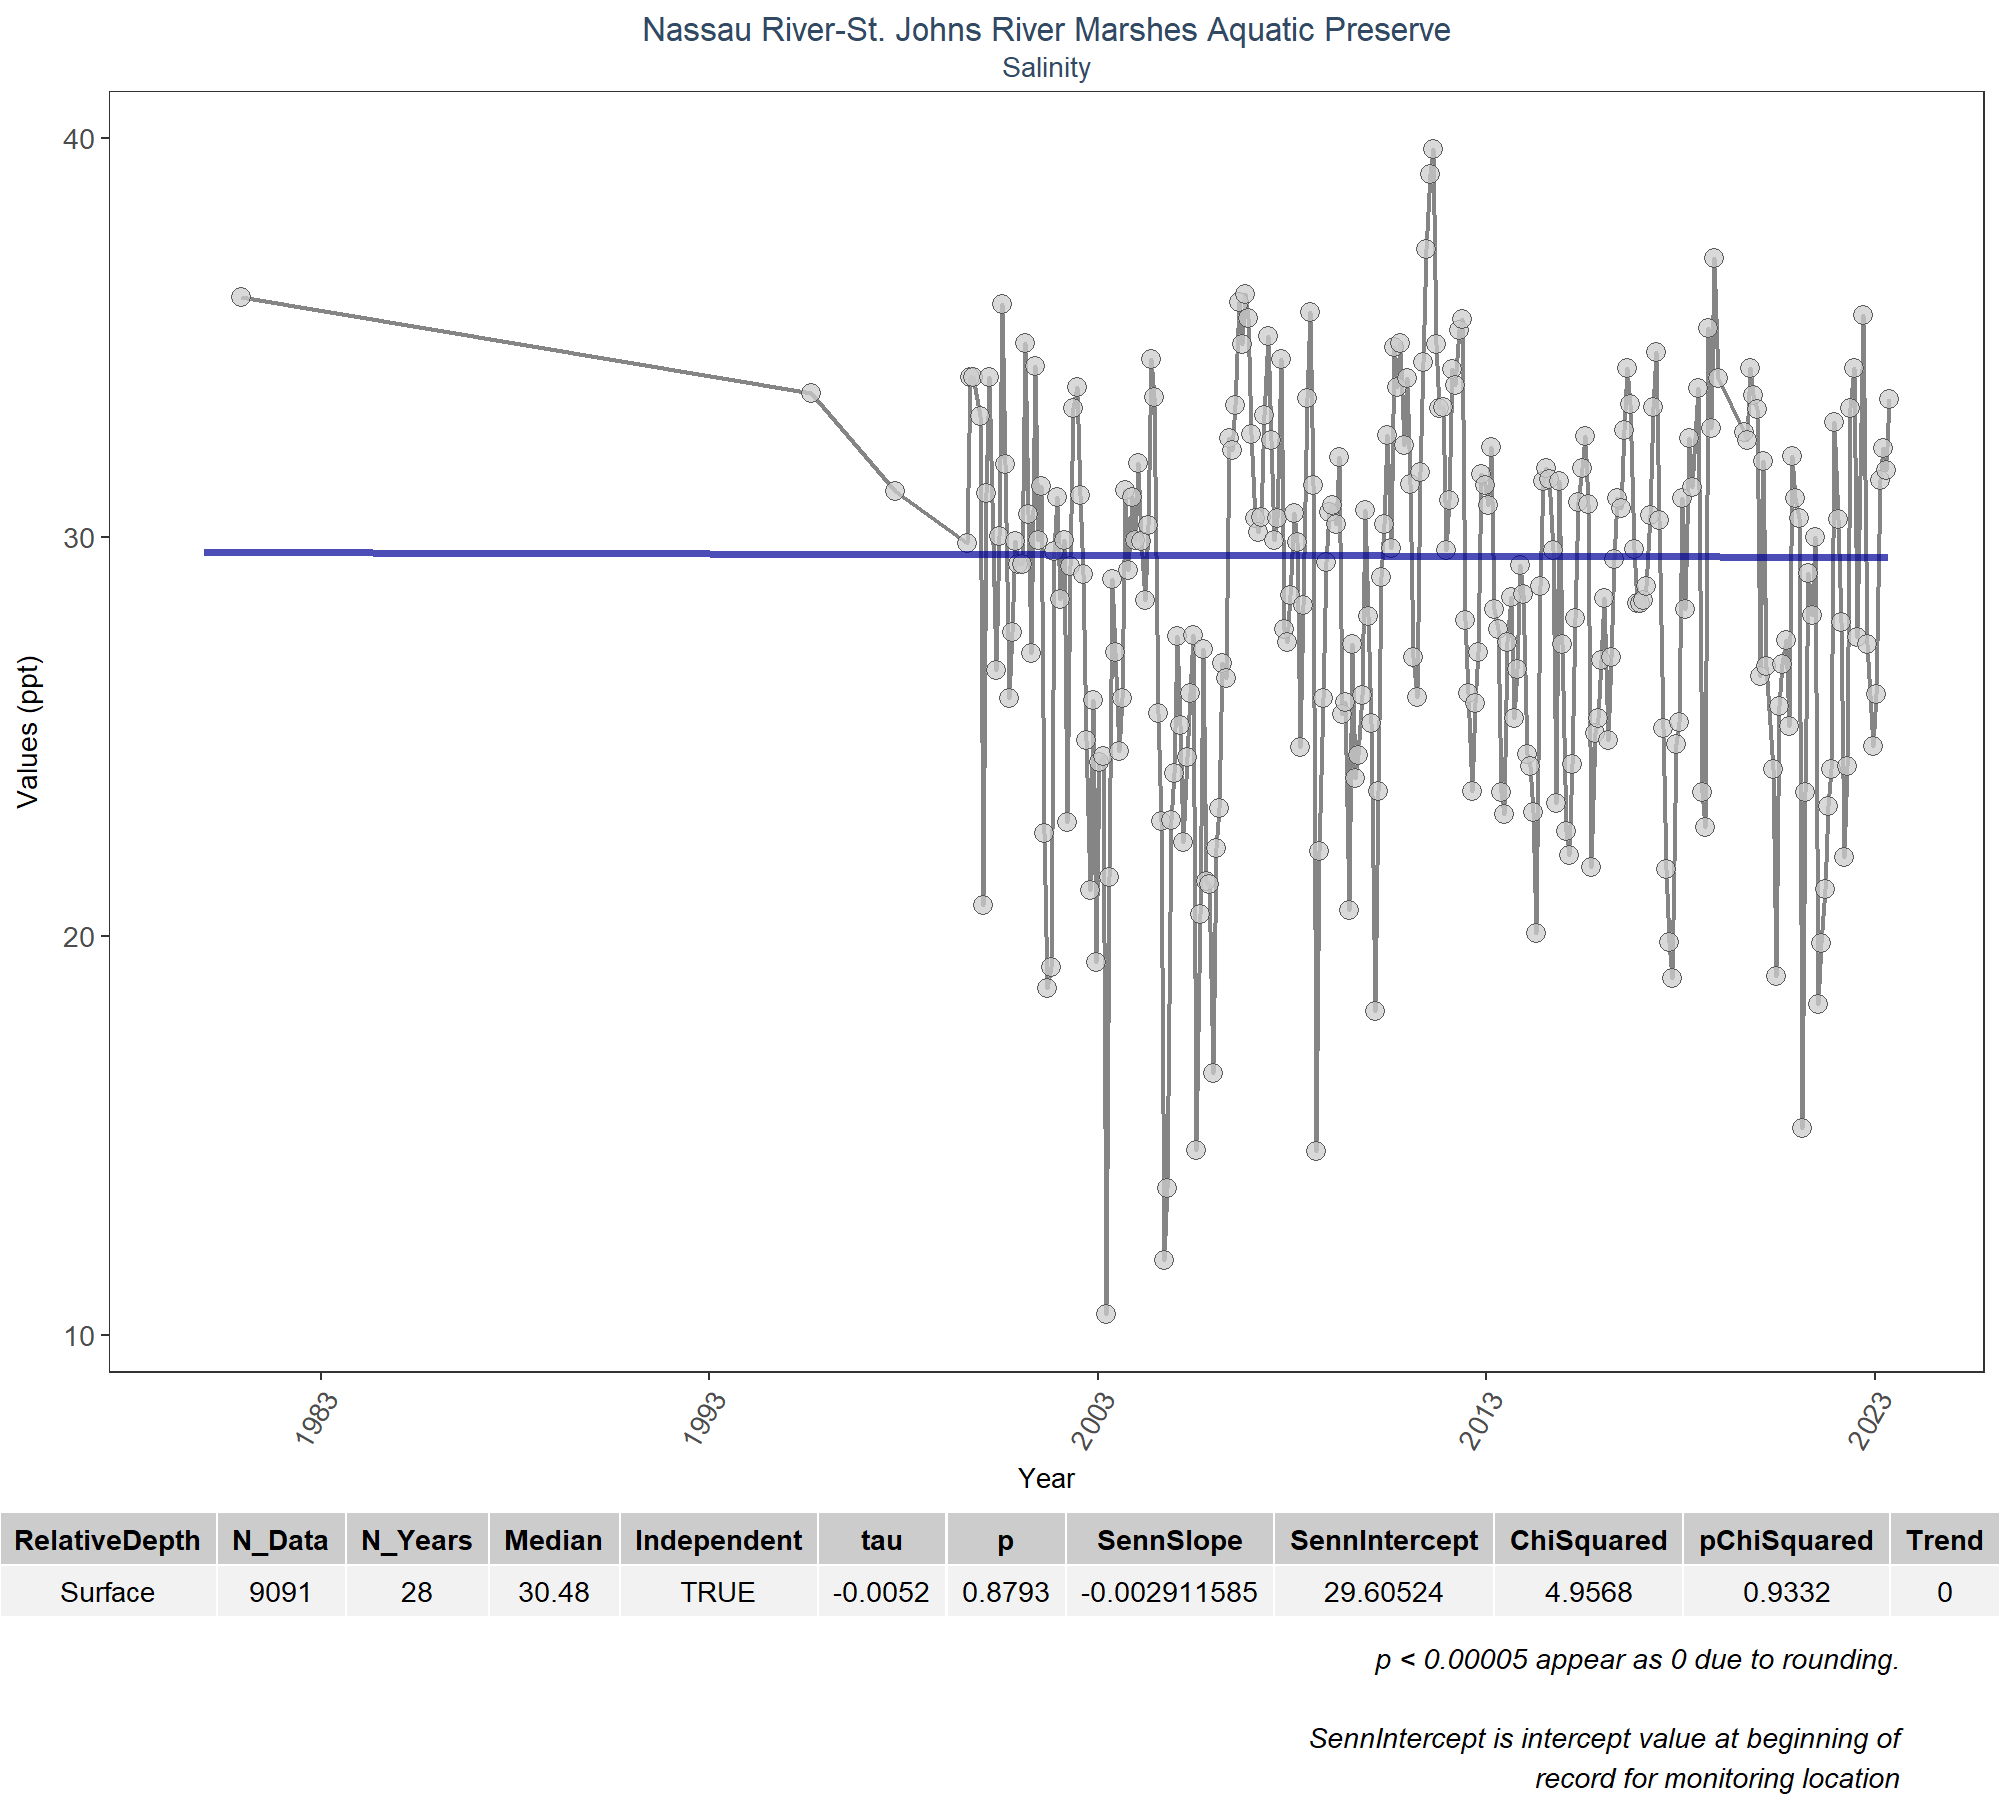 Nassau River-St. Johns River Marshes Aquatic Preserve
Salinity
Values (ppt)
40
30
20
10
1983
1993
2003
2013
2023
Year
RelativeDepth N_Data N_Years Median Independent tau p SennSlope SennIntercept ChiSquared pChiSquared Trend
Surface 9091 28 30.48 TRUE -0.0052 0.8793 -0.002911585 29.60524 4.9568 0.9332 0
p < 0.00005 appear as 0 due to rounding.
SennIntercept is intercept value at beginning of
record for monitoring location